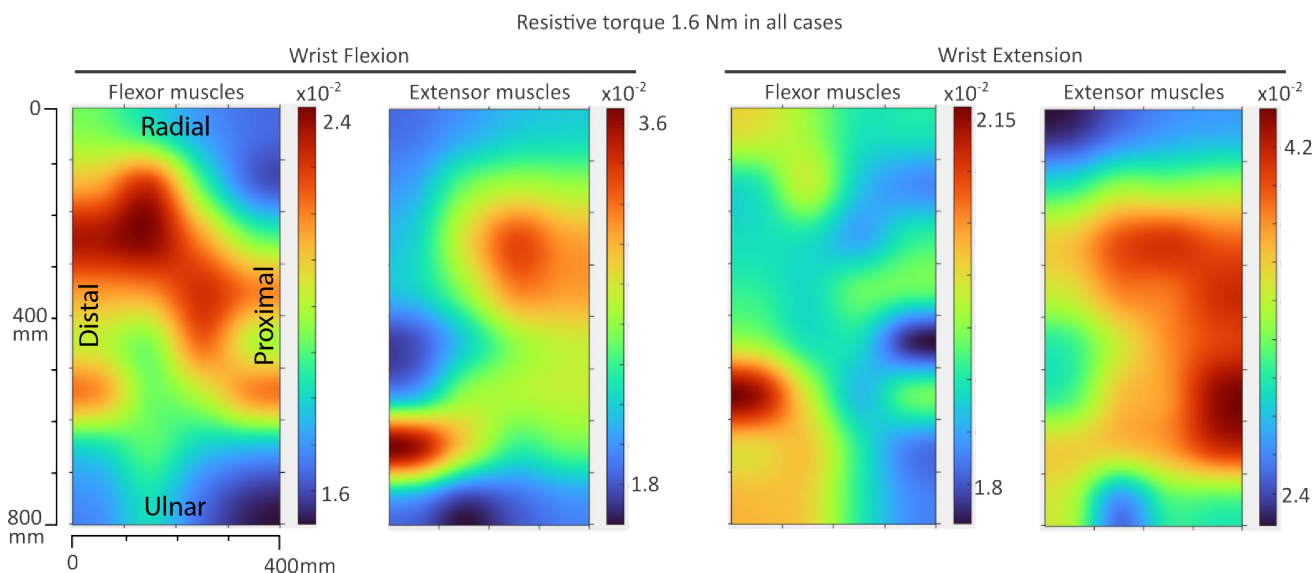 Resistive torque 1.6 Nm in all cases
Wrist Flexion
Wrist Extension
Flexor muscles
x10⁻²
Extensor muscles
x10⁻²
Flexor muscles
x10⁻²
Extensor muscles
x10⁻²
0
400
mm
800
mm
Radial
Distal
Proximal
Ulnar
2.4
1.6
3.6
1.8
2.15
1.8
4.2
2.4
0
400mm